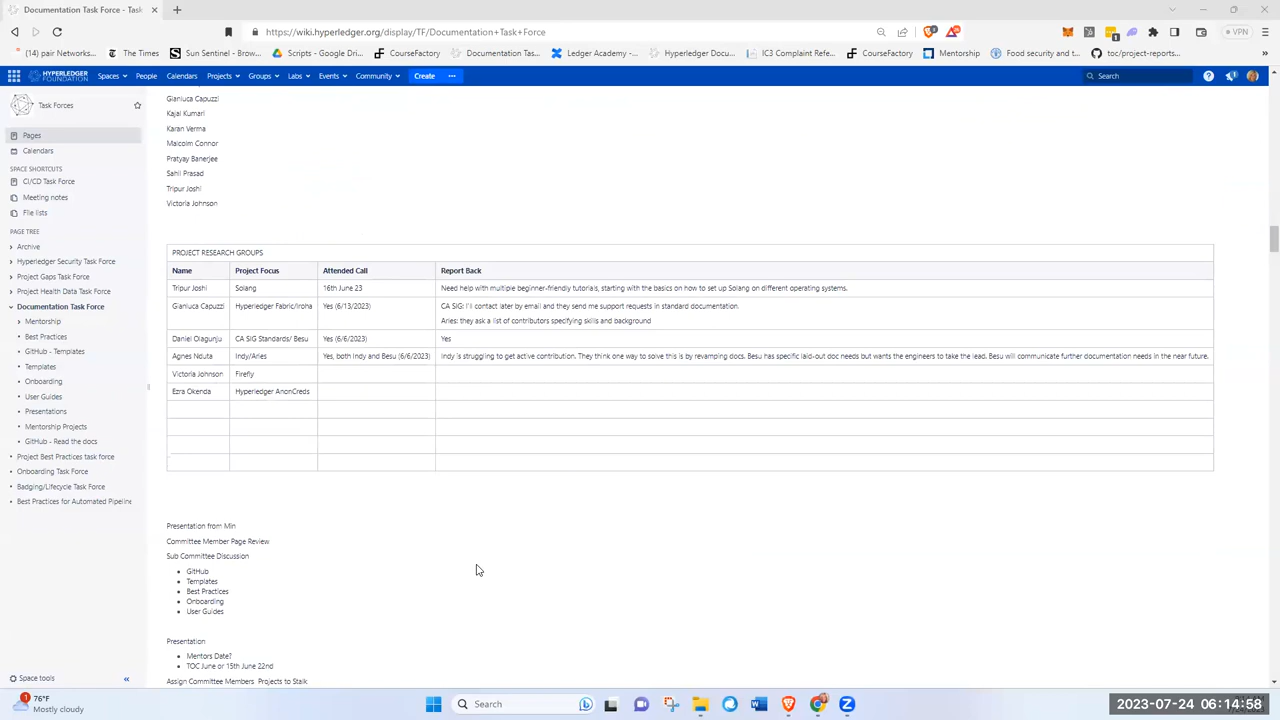 Documentation Task Force - Tas
https://wiki.hyperledger.org/display/TF/Documentation+Task+Force
VPN
(14) pair Networks...
The Times
Sun Sentinel - Brow...
Scripts - Google Dri...
CourseFactory
Documentation Tas...
Ledger Academy -...
Hyperledger Docu...
IC3 Complaint Refe...
CourseFactory
Mentorship
Food security and t...
toc/project-reports...
HYPERLEDGER
FOUNDATION
Spaces
People
Calendars
Projects
Groups
Labs
Events
Community
Create
Search
Task Forces
Pages
Calendars
SPACE SHORTCUTS
CI/CD Task Force
Meeting notes
File lists
PAGE TREE
Archive
Hyperledger Security Task Force
Project Gaps Task Force
Project Health Data Task Force
Documentation Task Force
Mentorship
Best Practices
GitHub - Templates
Templates
Onboarding
User Guides
Presentations
Mentorship Projects
GitHub - Read the docs
Project Best Practices task force
Onboarding Task Force
Badging/Lifecycle Task Force
Best Practices for Automated Pipeline
Space tools
Gianluca Capuzzi
Kajal Kumari
Karan Verma
Malcolm Connor
Pratyay Banerjee
Sahil Prasad
Tripur Joshi
Victoria Johnson
PROJECT RESEARCH GROUPS
Name Project Focus Attended Call Report Back
Tripur Joshi Solang 16th June 23 Need help with multiple beginner-friendly tutorials, starting with the basics on how to set up Solang on different operating systems.
Gianluca Capuzzi Hyperledger Fabric/Iroha Yes (6/13/2023) CA SIG: I'll contact later by email and they send me support requests in standard documentation.
Aries: they ask a list of contributors specifying skills and background
Daniel Olagunju CA SIG Standards/ Besu Yes (6/6/2023) Yes
Agnes Nduta Indy/Aries Yes, both Indy and Besu (6/6/2023) Indy is struggling to get active contribution. They think one way to solve this is by revamping docs. Besu has specific laid-out doc needs but wants the engineers to take the lead. Besu will communicate further documentation needs in the near future.
Victoria Johnson Firefly
Ezra Okenda Hyperledger AnonCreds
Presentation from Min
Committee Member Page Review
Sub Committee Discussion
• GitHub
• Templates
• Best Practices
• Onboarding
• User Guides
Presentation
• Mentors Date?
• TOC June or 15th June 22nd
Assign Committee Members Projects to Stalk
1
76°F
Mostly cloudy
Search
2023-07-24 06:14:58